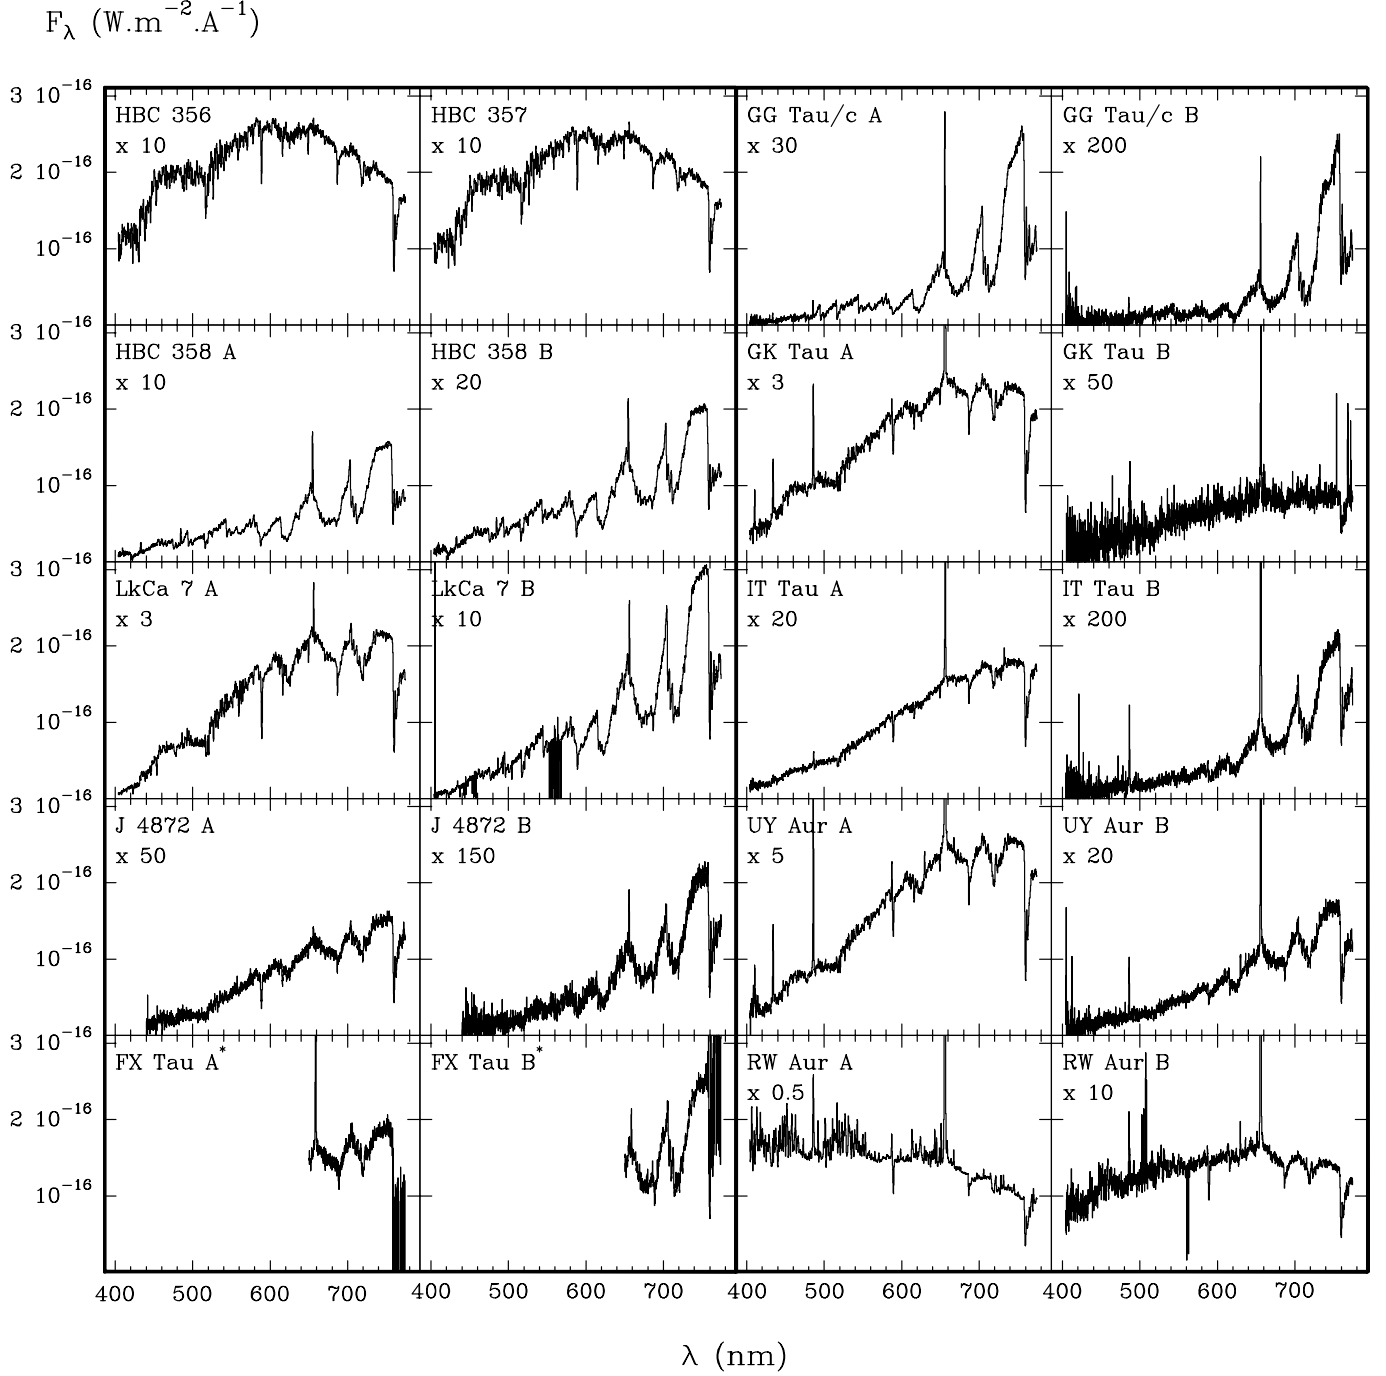 F_λ (W.m⁻².A⁻¹)
3 10⁻¹⁶
2 10⁻¹⁶
10⁻¹⁶
HBC 356
x 10
HBC 357
x 10
GG Tau/c A
x 30
GG Tau/c B
x 200
3 10⁻¹⁶
2 10⁻¹⁶
10⁻¹⁶
HBC 358 A
x 10
HBC 358 B
x 20
GK Tau A
x 3
GK Tau B
x 50
3 10⁻¹⁶
2 10⁻¹⁶
10⁻¹⁶
LkCa 7 A
x 3
LkCa 7 B
x 10
IT Tau A
x 20
IT Tau B
x 200
3 10⁻¹⁶
2 10⁻¹⁶
10⁻¹⁶
J 4872 A
x 50
J 4872 B
x 150
UY Aur A
x 5
UY Aur B
x 20
3 10⁻¹⁶
2 10⁻¹⁶
10⁻¹⁶
FX Tau A*
FX Tau B*
RW Aur A
x 0.5
RW Aur B
x 10
400 500 600 700 400 500 600 700 400 500 600 700 400 500 600 700
λ (nm)